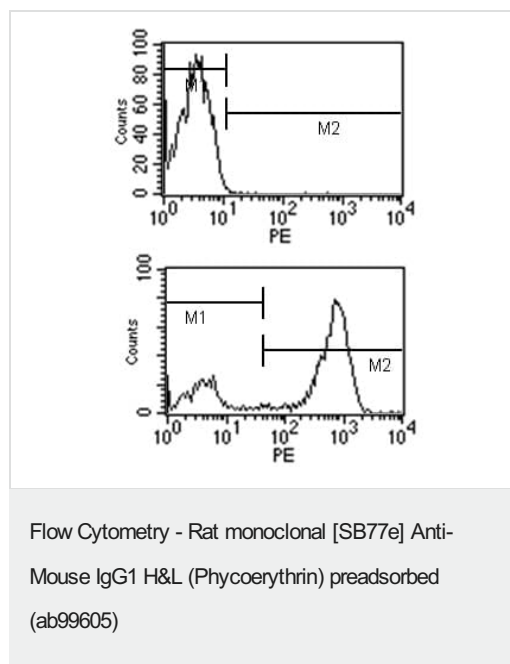 100
80
60
40
20
0
Counts
M1
M2
10^0 10^1 10^2 10^3 10^4
PE
100
0
Counts
M1
M2
10^0 10^1 10^2 10^3 10^4
PE
Flow Cytometry - Rat monoclonal [SB77e] Anti-
Mouse IgG1 H&L (Phycoerythrin) preadsorbed
(ab99605)